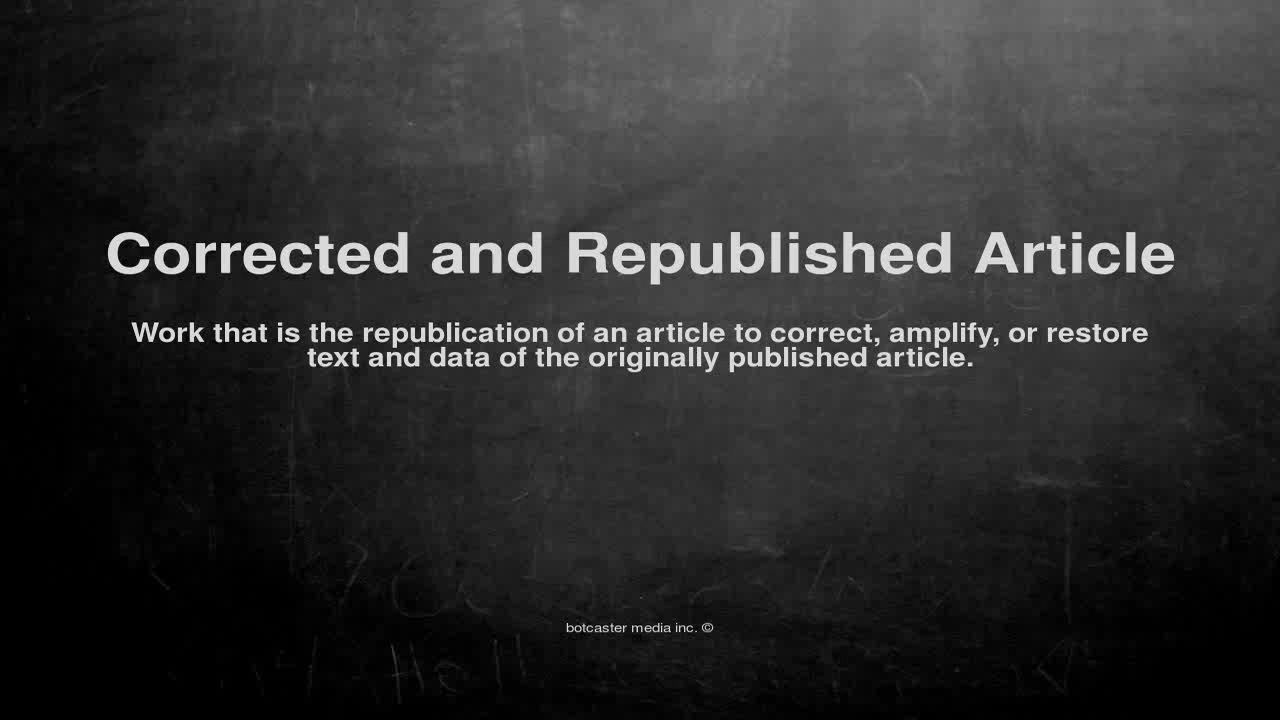 Corrected and Republished Article
Work that is the republication of an article to correct, amplify, or restore
text and data of the originally published article.
botcaster media inc. ©